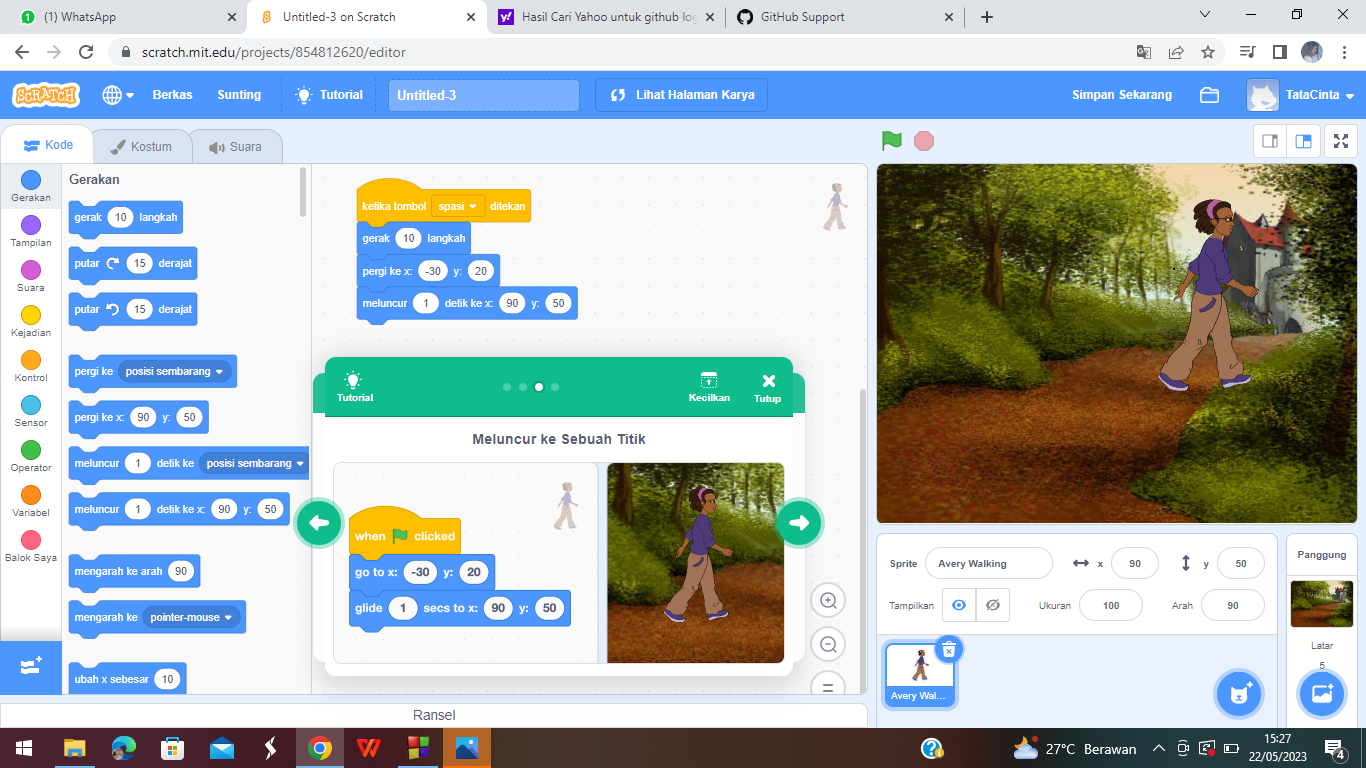 (1) WhatsApp
Untitled-3 on Scratch
Hasil Cari Yahoo untuk github log
GitHub Support
scratch.mit.edu/projects/854812620/editor
SCRATCH
Berkas
Sunting
Tutorial
Untitled-3
Lihat Halaman Karya
Simpan Sekarang
TataCinta
Kode
Kostum
Suara
Gerakan
Tampilan
Suara
Kejadian
Kontrol
Sensor
Operator
Variabel
Balok Saya
Gerakan
gerak 10 langkah
putar 15 derajat
putar 15 derajat
pergi ke posisi sembarang
pergi ke x: 90 y: 50
meluncur 1 detik ke posisi sembarang
meluncur 1 detik ke x: 90 y: 50
mengarah ke arah 90
mengarah ke pointer-mouse
ubah x sebesar 10
ketika tombol spasi ditekan
gerak 10 langkah
pergi ke x: -30 y: 20
meluncur 1 detik ke x: 90 y: 50
Tutorial
Kecilkan
Tutup
Meluncur ke Sebuah Titik
when clicked
go to x: -30 y: 20
glide 1 secs to x: 90 y: 50
Ransel
Sprite Avery Walking x 90 y 50
Tampilkan Ukuran 100 Arah 90
Avery Wal...
Panggung
Latar
5
27°C Berawan
15:27
22/05/2023
4